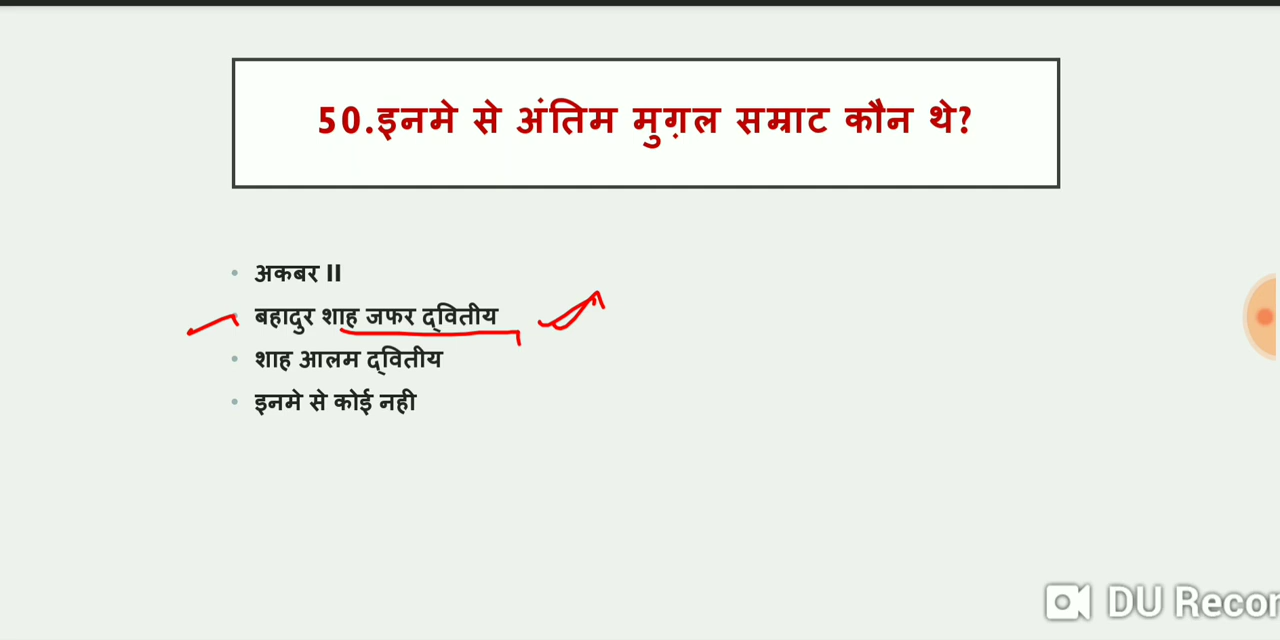 50.इनमे से अंतिम मुग़ल सम्राट कौन थे?
• अकबर II
बहादुर शाह जफर द्वितीय
• शाह आलम द्वितीय
• इनमे से कोई नही
DU Recor